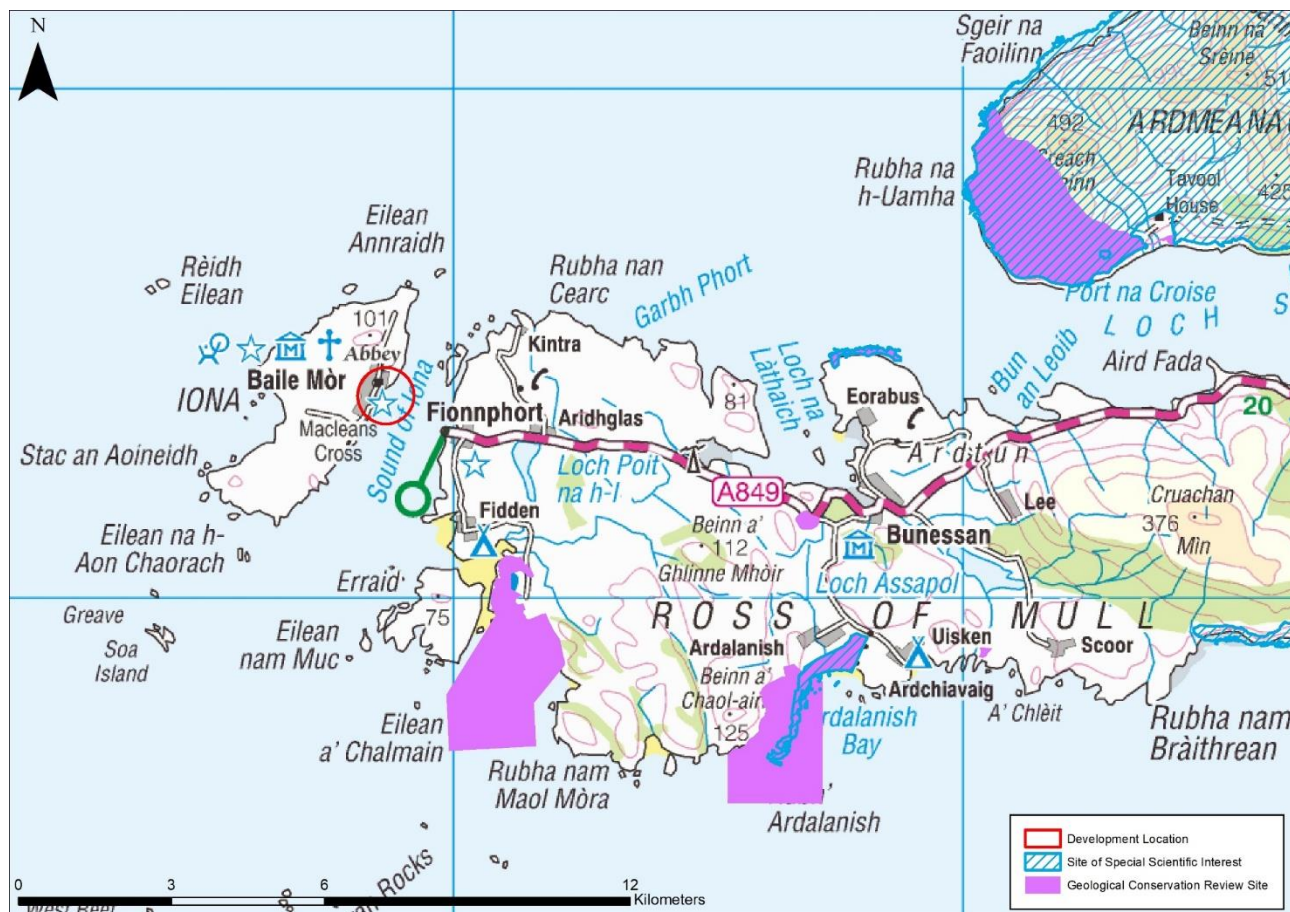 N
Sgeir na
Faoilinn
Beinn na
Srèine
492
ARDMEANA
Rubha na
h-Uamha
Tavool
House
425
Eilean
Annraidh
Rèidh
Eilean
Rubha nan
Cearc
Garbh Phort
Port na Croise
LOCH
S
101
Abbey
Kintra
Loch na
Làthaich
Bun
an Leoib
Aird Fada
Baile Mòr
IONA
Sound of Iona
Fionnphort
Aridhglas
81
Eorabus
20
Macleans
Cross
Ardtun
Stac an Aoineidh
Loch Poit
na h-I
A849
Lee
Cruachan
376
Mìn
Fidden
Beinn a'
112
Ghlinne Mhòir
Bunessan
Eilean na h-
Aon Chaorach
Loch Assapol
Erraid
75
Greave
Soa
Island
Eilean
nam Muc
ROSS OF MULL
Ardalanish
Uisken
Scoor
Beinn a'
Chaol-air
125
Ardchiavaig
A' Chlèit
Eilean
a' Chalmain
Ardalanish
Bay
Rubha nam
Bràithrean
Rubha nam
Maol Mòra
Ardalanish
Rocks
Development Location
Site of Special Scientific Interest
Geological Conservation Review Site
0 3 6 12
Kilometers